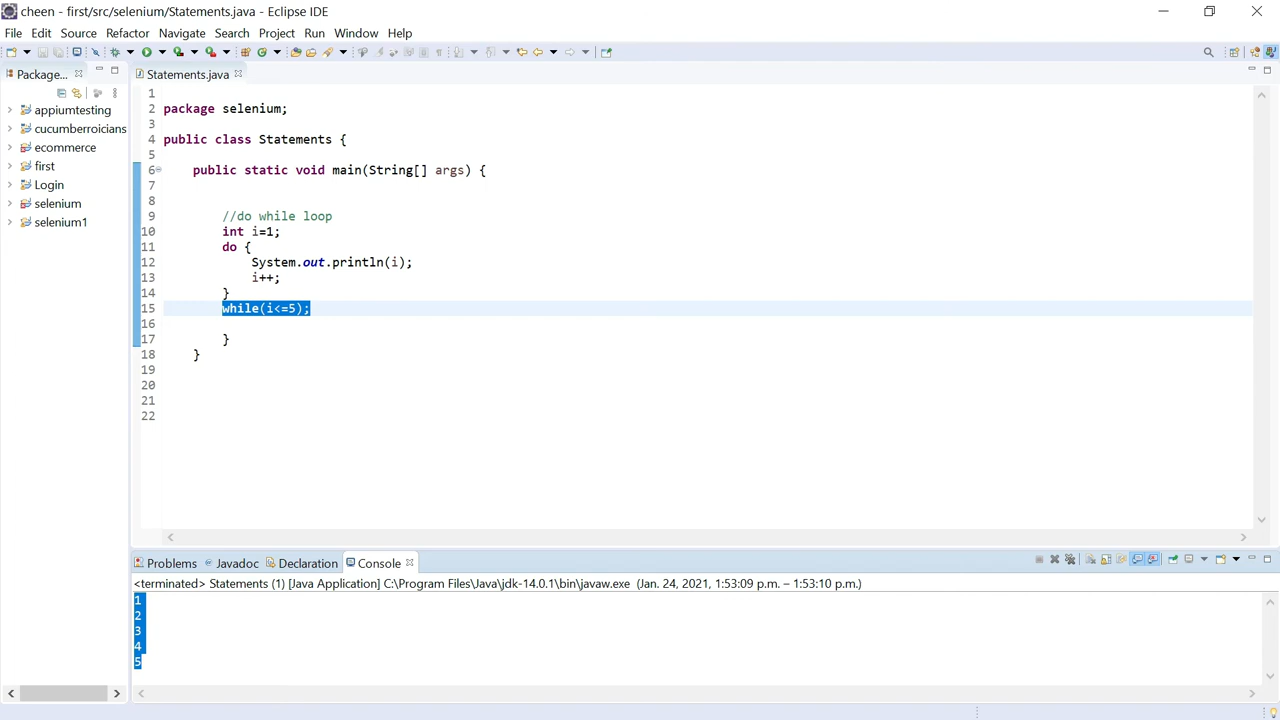 cheen - first/src/selenium/Statements.java - Eclipse IDE
File Edit Source Refactor Navigate Search Project Run Window Help
Package...
Statements.java
appiumtesting
cucumberroicians
ecommerce
first
Login
selenium
selenium1
1
2 package selenium;
3
4 public class Statements {
5
6 public static void main(String[] args) {
7
8
9 //do while loop
10 int i=1;
11 do {
12 System.out.println(i);
13 i++;
14 }
15 while(i<=5);
16
17 }
18 }
19
20
21
22
Problems Javadoc Declaration Console
<terminated> Statements (1) [Java Application] C:\Program Files\Java\jdk-14.0.1\bin\javaw.exe (Jan. 24, 2021, 1:53:09 p.m. – 1:53:10 p.m.)
1
2
3
4
5